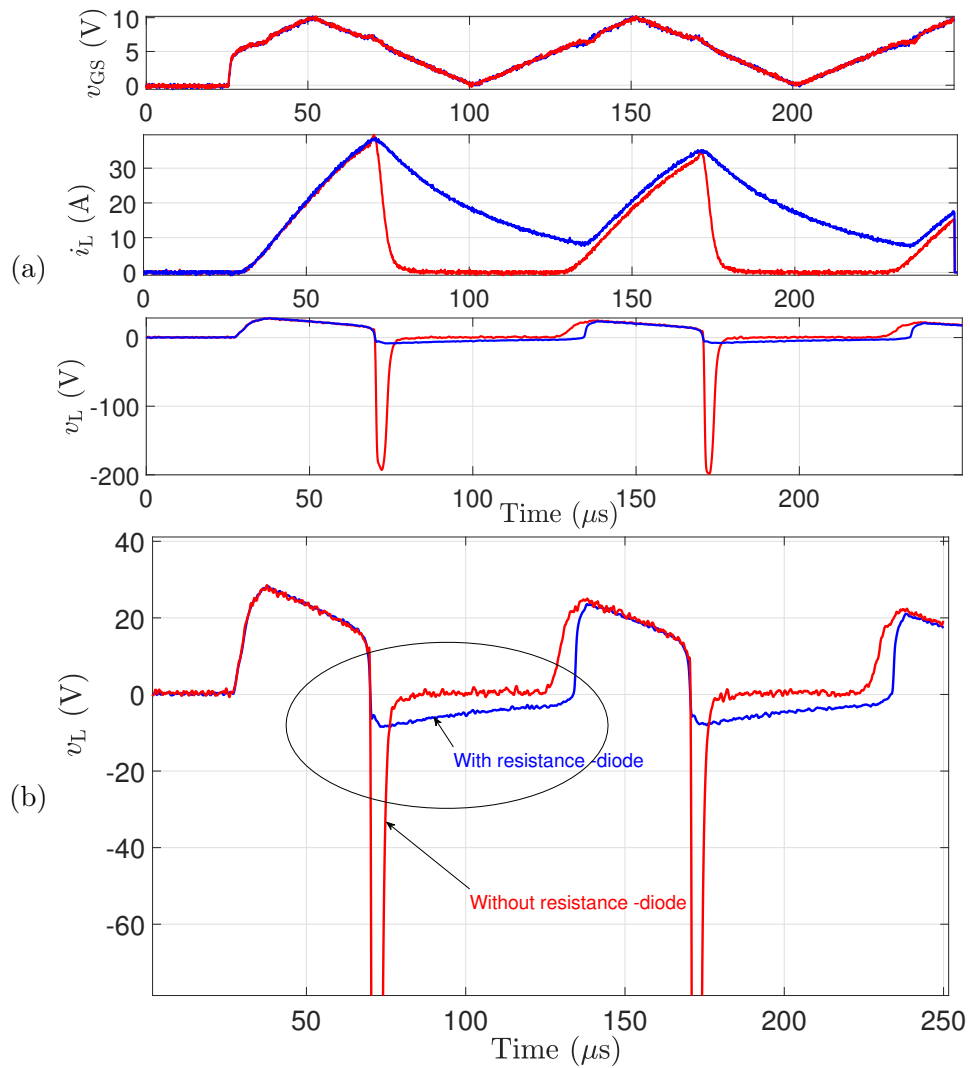 10
5
0
v_GS (V)
0 50 100 150 200
30
20
10
0
i_L (A)
(a)
0 50 100 150 200
0
-100
-200
v_L (V)
0 50 100 150 200
Time (μs)
40
20
0
-20
-40
-60
v_L (V)
(b)
With resistance -diode
Without resistance -diode
50 100 150 200 250
Time (μs)